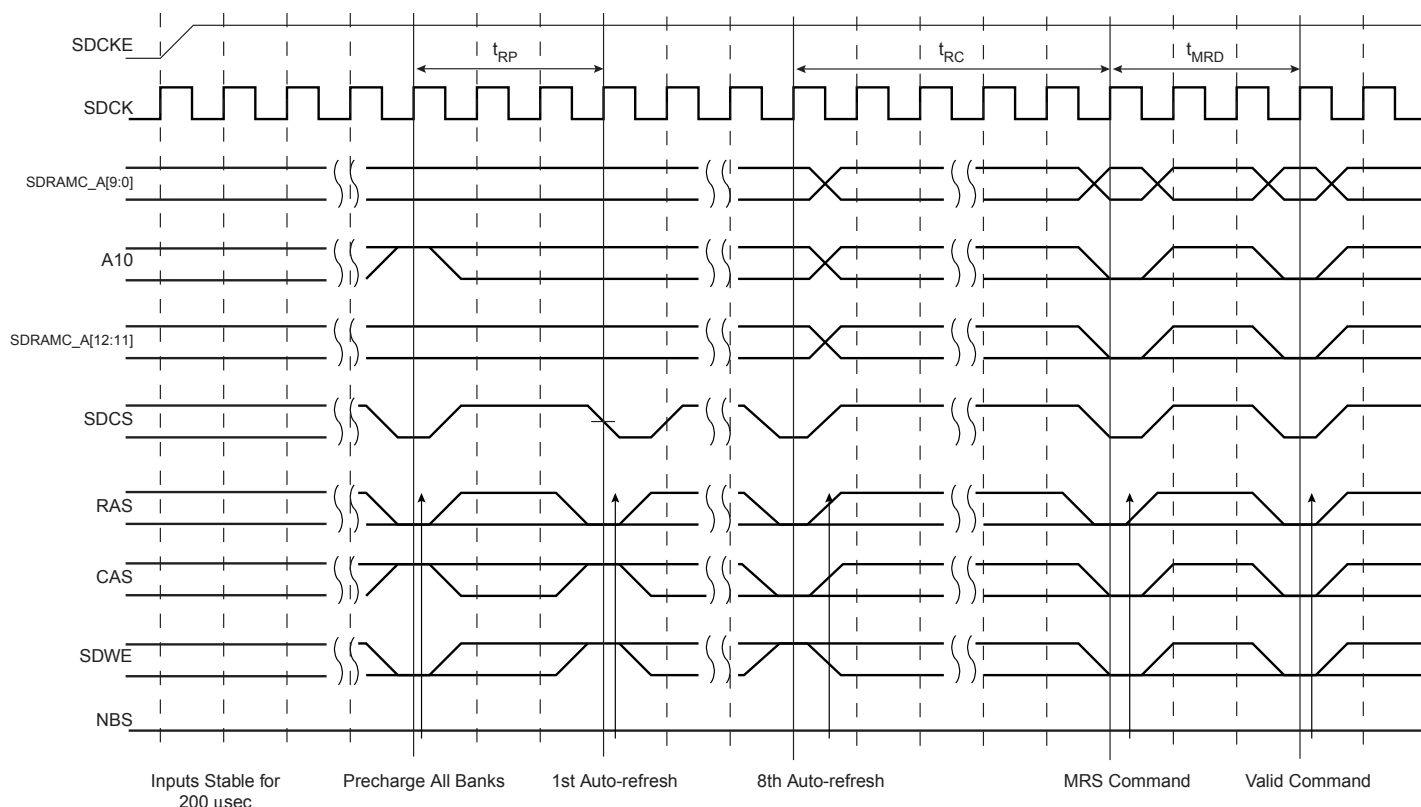 SDCKE
tRP
tRC
tMRD
SDCK
SDRAMC_A[9:0]
A10
SDRAMC_A[12:11]
SDCS
RAS
CAS
SDWE
NBS
Inputs Stable for
200 μsec
Precharge All Banks
1st Auto-refresh
8th Auto-refresh
MRS Command
Valid Command